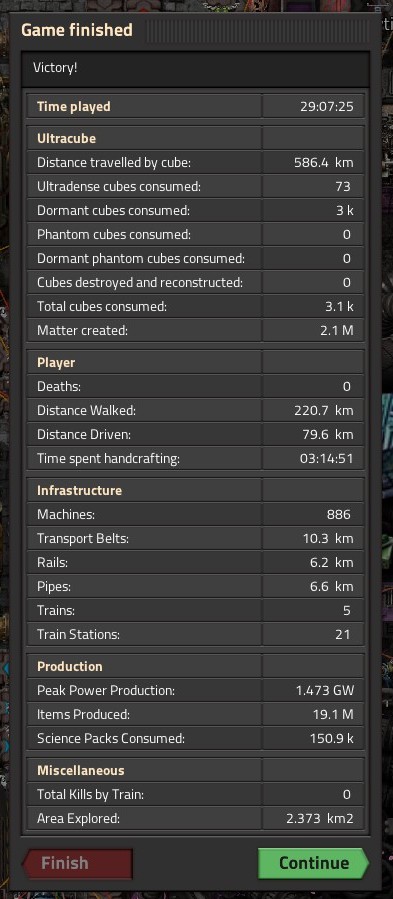 Game finished
Victory!
Time played 29:07:25
Ultracube
Distance travelled by cube: 586.4 km
Ultradense cubes consumed: 73
Dormant cubes consumed: 3 k
Phantom cubes consumed: 0
Dormant phantom cubes consumed: 0
Cubes destroyed and reconstructed: 0
Total cubes consumed: 3.1 k
Matter created: 2.1 M
Player
Deaths: 0
Distance Walked: 220.7 km
Distance Driven: 79.6 km
Time spent handcrafting: 03:14:51
Infrastructure
Machines: 886
Transport Belts: 10.3 km
Rails: 6.2 km
Pipes: 6.6 km
Trains: 5
Train Stations: 21
Production
Peak Power Production: 1.473 GW
Items Produced: 19.1 M
Science Packs Consumed: 150.9 k
Miscellaneous
Total Kills by Train: 0
Area Explored: 2.373 km2
Finish Continue